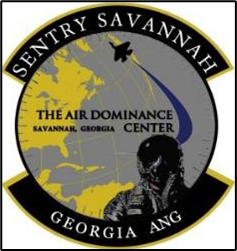 SENTRY SAVANNAH
THE AIR DOMINANCE
SAVANNAH, GEORGIA CENTER
GEORGIA ANG